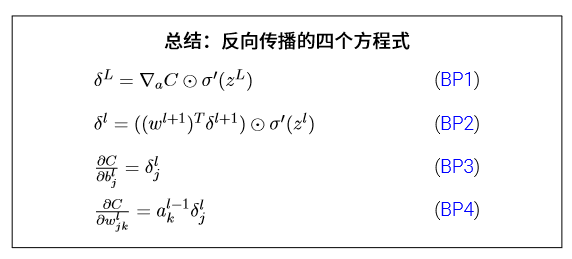 总结：反向传播的四个方程式
δ^L = ∇_a C ⊙ σ′(z^L) (BP1)
δ^l = ((w^{l+1})^T δ^{l+1}) ⊙ σ′(z^l) (BP2)
∂C/∂b^l_j = δ^l_j (BP3)
∂C/∂w^l_{jk} = a^{l−1}_k δ^l_j (BP4)